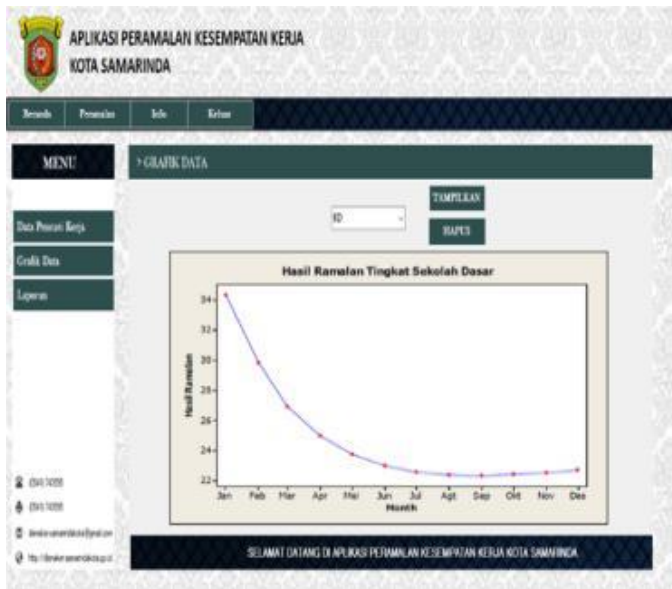 APLIKASI PERAMALAN KESEMPATAN KERJA
KOTA SAMARINDA
Beranda Peramalan Info Keluar
MENU
> GRAFIK DATA
TAMPILKAN
HAPUS
Data Pencari Kerja
Grafik Data
Laporan
Hasil Ramalan Tingkat Sekolah Dasar
Hasil Ramalan
34
32
30
28
26
24
22
Jan Feb Mar Apr Mei Jun Jul Agt Sep Okt Nov Des
Month
SELAMAT DATANG DI APLIKASI PERAMALAN KESEMPATAN KERJA KOTA SAMARINDA